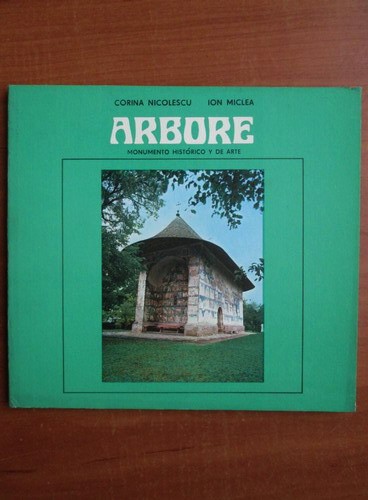 CORINA NICOLESCU ION MICLEA
ARBORE
MONUMENTO HISTÓRICO Y DE ARTE